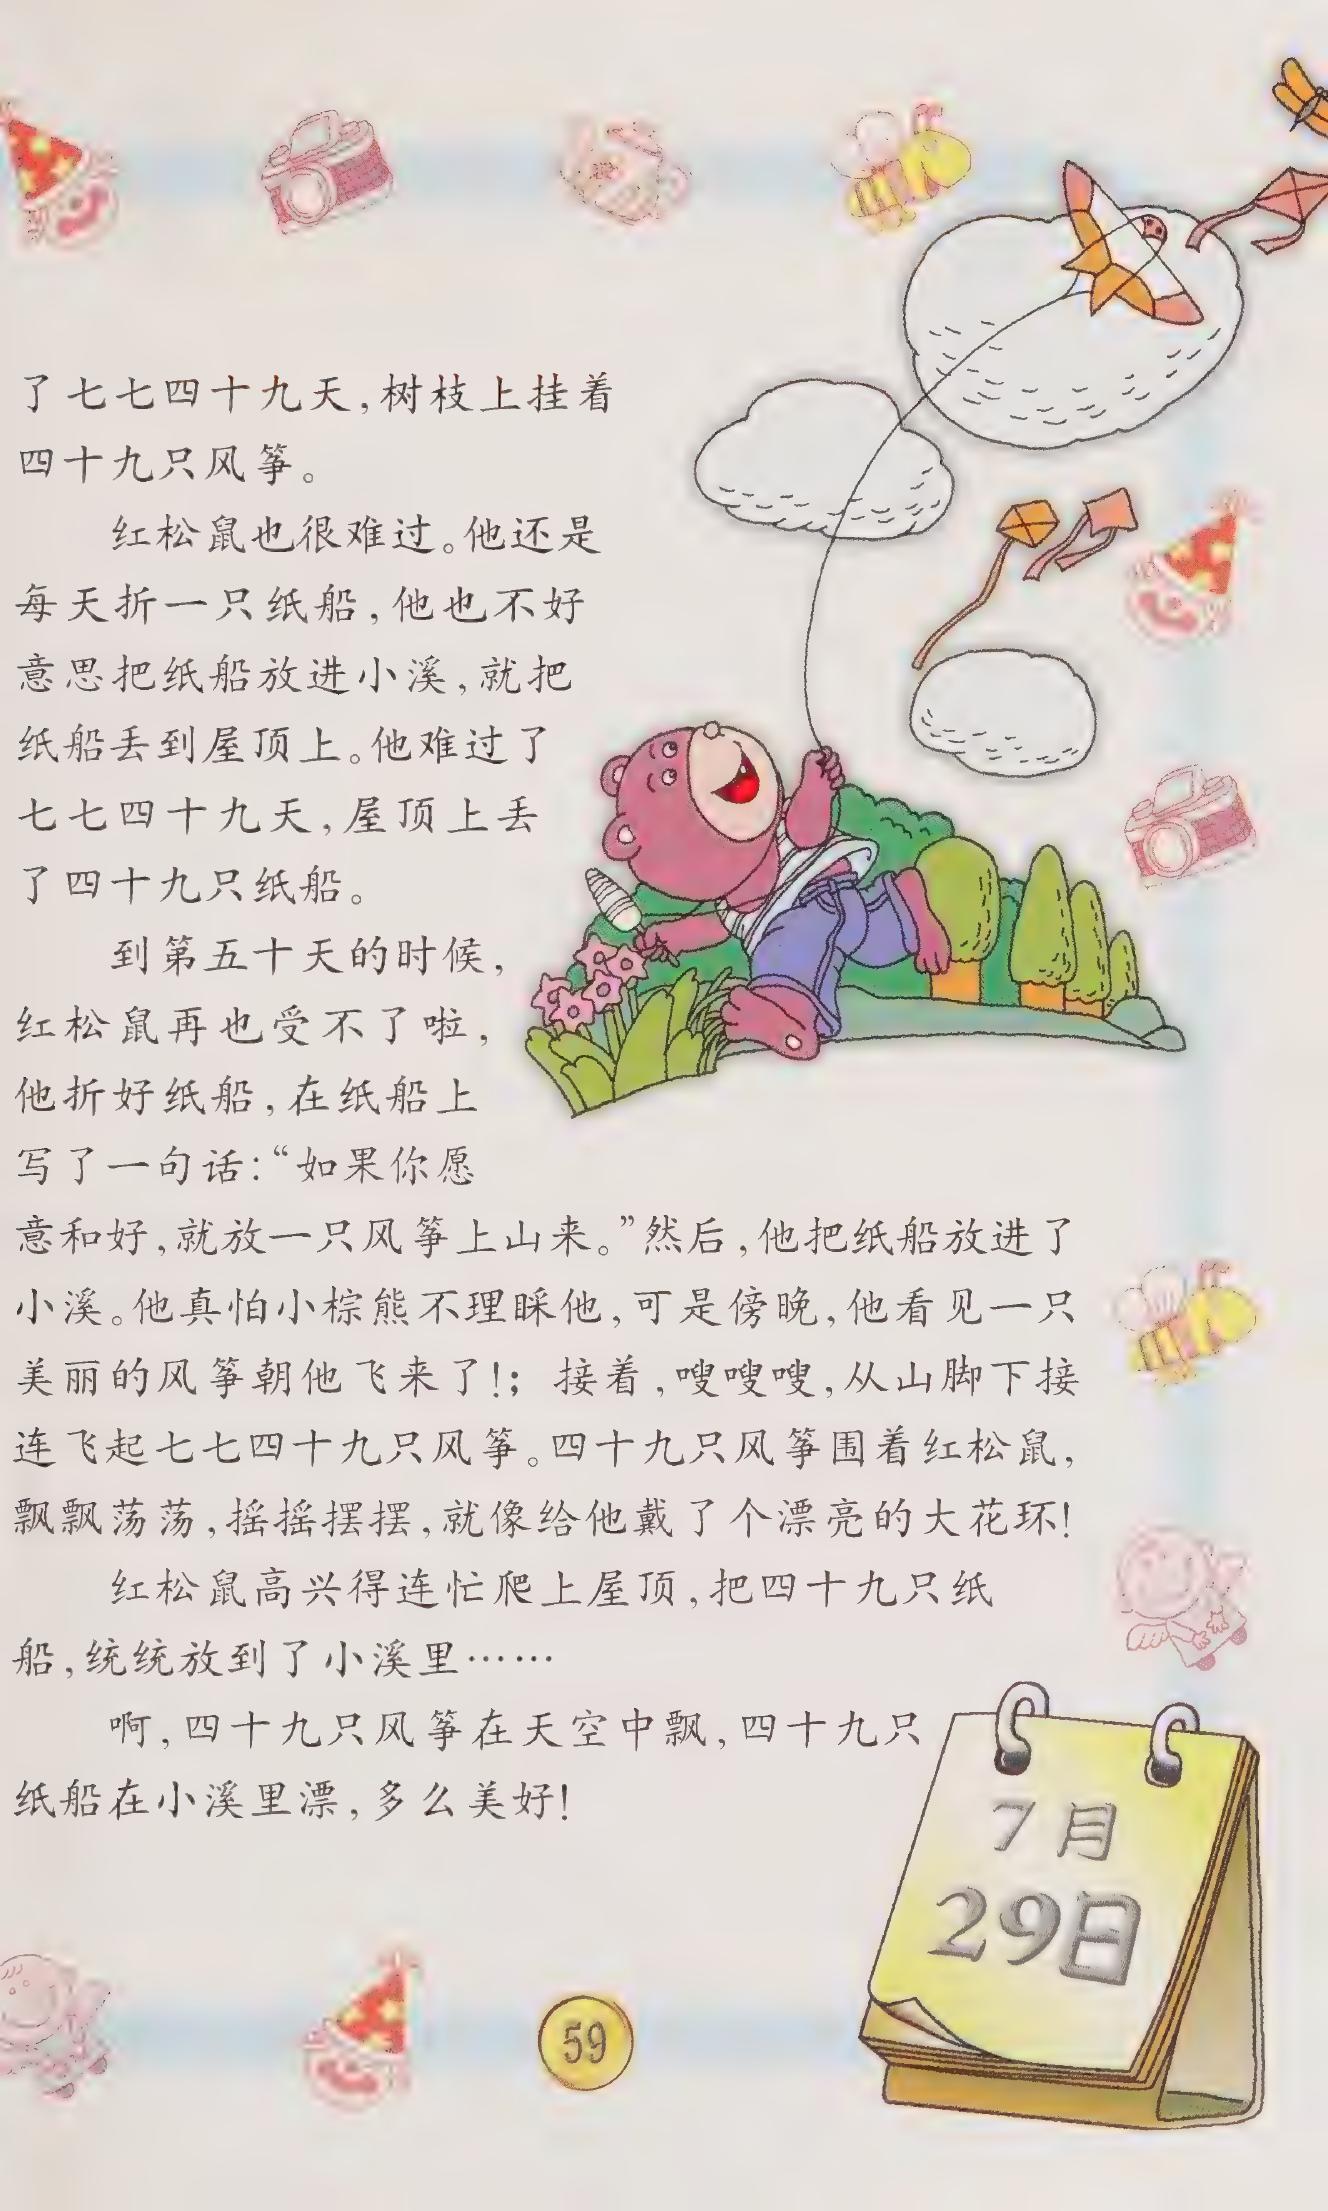 了七七四十九天,树枝上挂着
四十九只风筝。
红松鼠也很难过。他还是
每天折一只纸船,他也不好
意思把纸船放进小溪,就把
纸船丢到屋顶上。他难过了
七七四十九天,屋顶上丢
了四十九只纸船。
到第五十天的时候,
红松鼠再也受不了啦,
他折好纸船,在纸船上
写了一句话:“如果你愿
意和好,就放一只风筝上山来。”然后,他把纸船放进了
小溪。他真怕小棕熊不理睬他,可是傍晚,他看见一只
美丽的风筝朝他飞来了!;接着,嗖嗖嗖,从山脚下接
连飞起七七四十九只风筝。四十九只风筝围着红松鼠,
飘飘荡荡,摇摇摆摆,就像给他戴了个漂亮的大花环!
红松鼠高兴得连忙爬上屋顶,把四十九只纸
船,统统放到了小溪里……
啊,四十九只风筝在天空中飘,四十九只
纸船在小溪里漂,多么美好!
7月
29日
59